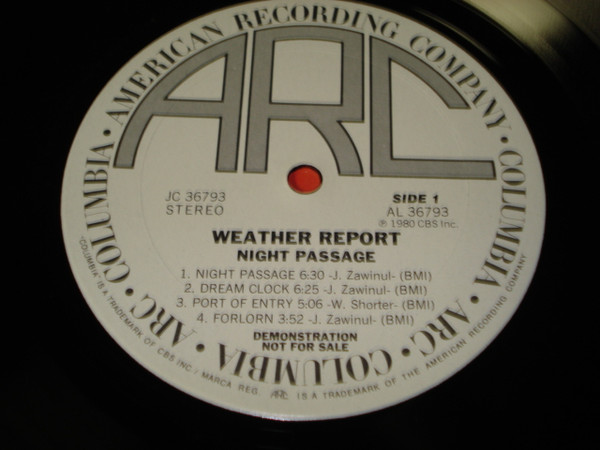 COLUMBIA • AMERICAN RECORDING COMPANY • COLUMBIA • ARC • COLUMBIA • ARC •
ARC
JC 36793
STEREO
SIDE 1
AL 36793
℗ 1980 CBS Inc.
WEATHER REPORT
NIGHT PASSAGE
1. NIGHT PASSAGE 6:30 -J. Zawinul- (BMI)
2. DREAM CLOCK 6:25 -J. Zawinul- (BMI)
3. PORT OF ENTRY 5:06 -W. Shorter- (BMI)
4. FORLORN 3:52 -J. Zawinul- (BMI)
DEMONSTRATION
NOT FOR SALE
"COLUMBIA" IS A TRADEMARK OF CBS INC / MARCA REG. ARC IS A TRADEMARK OF THE AMERICAN RECORDING COMPANY